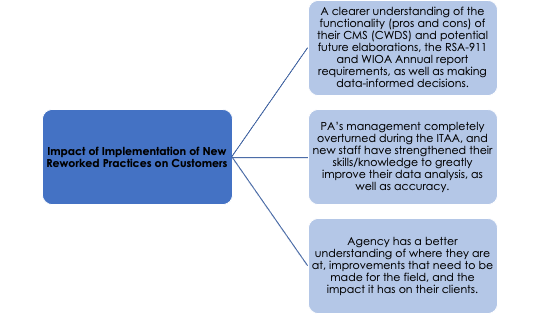 Impact of Implementation of New
Reworked Practices on Customers
A clearer understanding of the
functionality (pros and cons) of
their CMS (CWDS) and potential
future elaborations, the RSA-911
and WIOA Annual report
requirements, as well as making
data-informed decisions.
PA's management completely
overturned during the ITAA, and
new staff have strengthened their
skills/knowledge to greatly
improve their data analysis, as
well as accuracy.
Agency has a better
understanding of where they are
at, improvements that need to be
made for the field, and the
impact it has on their clients.